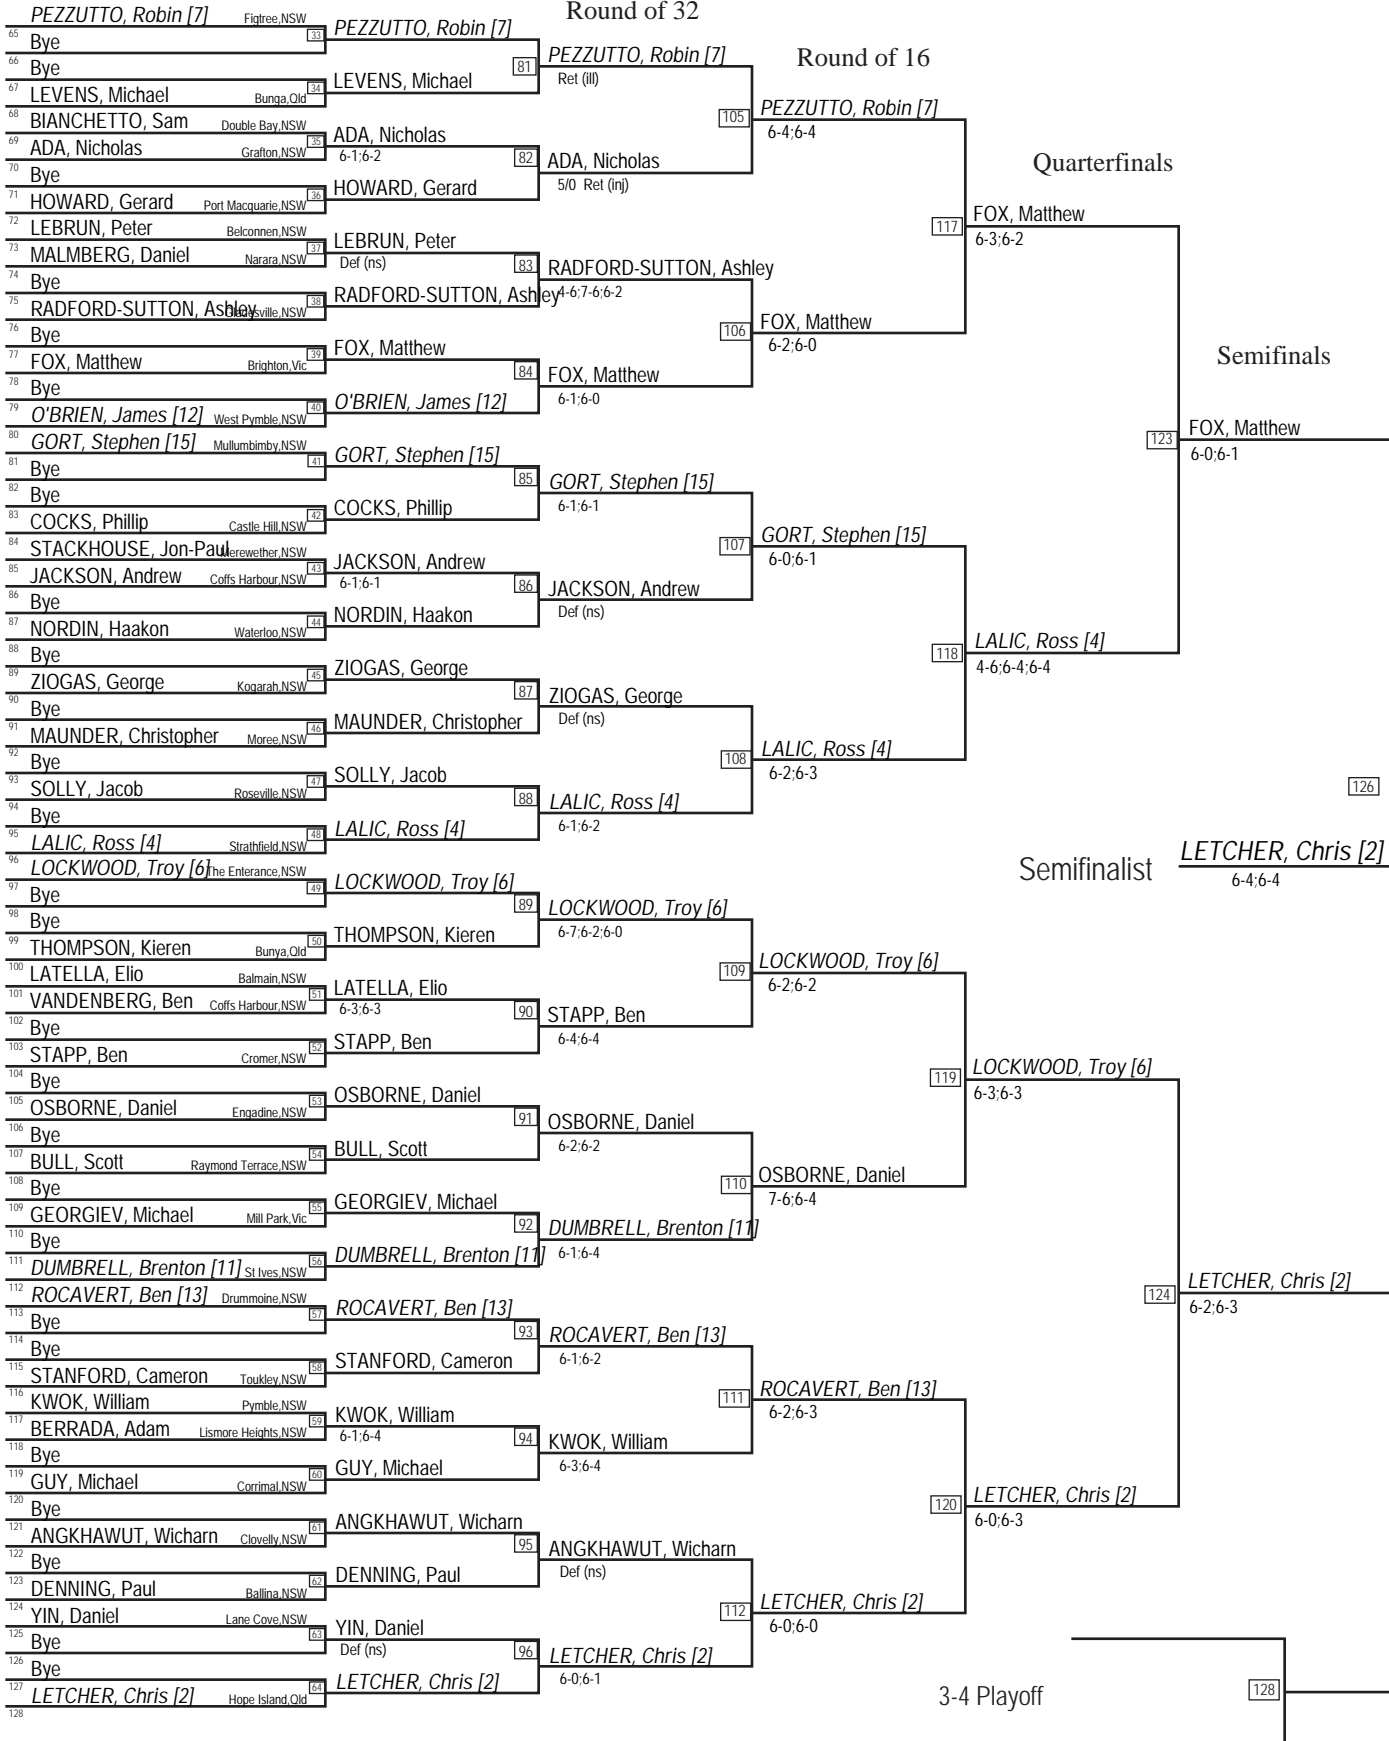 Round of 32
Round of 16
Quarterfinals
Semifinals
PEZZUTTO, Robin [7] Figtree,NSW
65
Bye
66
Bye
67
LEVENS, Michael Bunga,Qld
68
BIANCHETTO, Sam Double Bay,NSW
69
ADA, Nicholas Grafton,NSW
70
Bye
71
HOWARD, Gerard Port Macquarie,NSW
72
LEBRUN, Peter Belconnen,NSW
73
MALMBERG, Daniel Narara,NSW
74
Bye
75
RADFORD-SUTTON, Ashley Gladesville,NSW
76
Bye
77
FOX, Matthew Brighton,Vic
78
Bye
79
O'BRIEN, James [12] West Pymble,NSW
80
GORT, Stephen [15] Mullumbimby,NSW
81
Bye
82
Bye
83
COCKS, Phillip Castle Hill,NSW
84
STACKHOUSE, Jon-Paul Merewether,NSW
85
JACKSON, Andrew Coffs Harbour,NSW
86
Bye
87
NORDIN, Haakon Waterloo,NSW
88
Bye
89
ZIOGAS, George Kogarah,NSW
90
Bye
91
MAUNDER, Christopher Moree,NSW
92
Bye
93
SOLLY, Jacob Roseville,NSW
94
Bye
95
LALIC, Ross [4] Strathfield,NSW
96
LOCKWOOD, Troy [6] The Enterance,NSW
97
Bye
98
Bye
99
THOMPSON, Kieren Bunya,Qld
100
LATELLA, Elio Balmain,NSW
101
VANDENBERG, Ben Coffs Harbour,NSW
102
Bye
103
STAPP, Ben Cromer,NSW
104
Bye
105
OSBORNE, Daniel Engadine,NSW
106
Bye
107
BULL, Scott Raymond Terrace,NSW
108
Bye
109
GEORGIEV, Michael Mill Park,Vic
110
Bye
111
DUMBRELL, Brenton [11] St Ives,NSW
112
ROCAVERT, Ben [13] Drummoine,NSW
113
Bye
114
Bye
115
STANFORD, Cameron Toukley,NSW
116
KWOK, William Pymble,NSW
117
BERRADA, Adam Lismore Heights,NSW
118
Bye
119
GUY, Michael Corrimal,NSW
120
Bye
121
ANGKHAWUT, Wicharn Clovelly,NSW
122
Bye
123
DENNING, Paul Ballina,NSW
124
YIN, Daniel Lane Cove,NSW
125
Bye
126
Bye
127
LETCHER, Chris [2] Hope Island,Qld
128
33 PEZZUTTO, Robin [7]
34 LEVENS, Michael
35 ADA, Nicholas
6-1;6-2
36 HOWARD, Gerard
37 LEBRUN, Peter
Def (ns)
38 RADFORD-SUTTON, Ashley
39 FOX, Matthew
40 O'BRIEN, James [12]
41 GORT, Stephen [15]
42 COCKS, Phillip
43 JACKSON, Andrew
6-1;6-1
44 NORDIN, Haakon
45 ZIOGAS, George
46 MAUNDER, Christopher
47 SOLLY, Jacob
48 LALIC, Ross [4]
49 LOCKWOOD, Troy [6]
50 THOMPSON, Kieren
51 LATELLA, Elio
6-3;6-3
52 STAPP, Ben
53 OSBORNE, Daniel
54 BULL, Scott
55 GEORGIEV, Michael
56 DUMBRELL, Brenton [11]
57 ROCAVERT, Ben [13]
58 STANFORD, Cameron
59 KWOK, William
6-1;6-4
60 GUY, Michael
61 ANGKHAWUT, Wicharn
62 DENNING, Paul
63 YIN, Daniel
Def (ns)
64 LETCHER, Chris [2]
81 PEZZUTTO, Robin [7]
Ret (ill)
82 ADA, Nicholas
5/0 Ret (inj)
83 RADFORD-SUTTON, Ashley
4-6;7-6;6-2
84 FOX, Matthew
6-1;6-0
85 GORT, Stephen [15]
6-1;6-1
86 JACKSON, Andrew
Def (ns)
87 ZIOGAS, George
Def (ns)
88 LALIC, Ross [4]
6-1;6-2
89 LOCKWOOD, Troy [6]
6-7;6-2;6-0
90 STAPP, Ben
6-4;6-4
91 OSBORNE, Daniel
6-2;6-2
92 DUMBRELL, Brenton [11]
6-1;6-4
93 ROCAVERT, Ben [13]
6-1;6-2
94 KWOK, William
6-3;6-4
95 ANGKHAWUT, Wicharn
Def (ns)
96 LETCHER, Chris [2]
6-0;6-1
105 PEZZUTTO, Robin [7]
6-4;6-4
106 FOX, Matthew
6-2;6-0
107 GORT, Stephen [15]
6-0;6-1
108 LALIC, Ross [4]
6-2;6-3
109 LOCKWOOD, Troy [6]
6-2;6-2
110 OSBORNE, Daniel
7-6;6-4
111 ROCAVERT, Ben [13]
6-2;6-3
112 LETCHER, Chris [2]
6-0;6-0
117 FOX, Matthew
6-3;6-2
118 LALIC, Ross [4]
4-6;6-4;6-4
119 LOCKWOOD, Troy [6]
6-3;6-3
120 LETCHER, Chris [2]
6-0;6-3
123 FOX, Matthew
6-0;6-1
124 LETCHER, Chris [2]
6-2;6-3
126
Semifinalist LETCHER, Chris [2]
6-4;6-4
3-4 Playoff 128